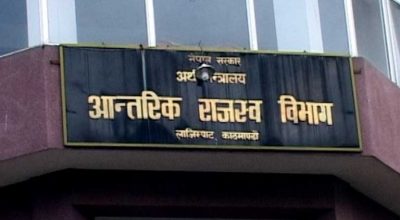 नेपाल सरकार
अर्थ मन्त्रालय
आन्तरिक राजस्व विभाग
लाजिम्पाट, काठमाण्डौ